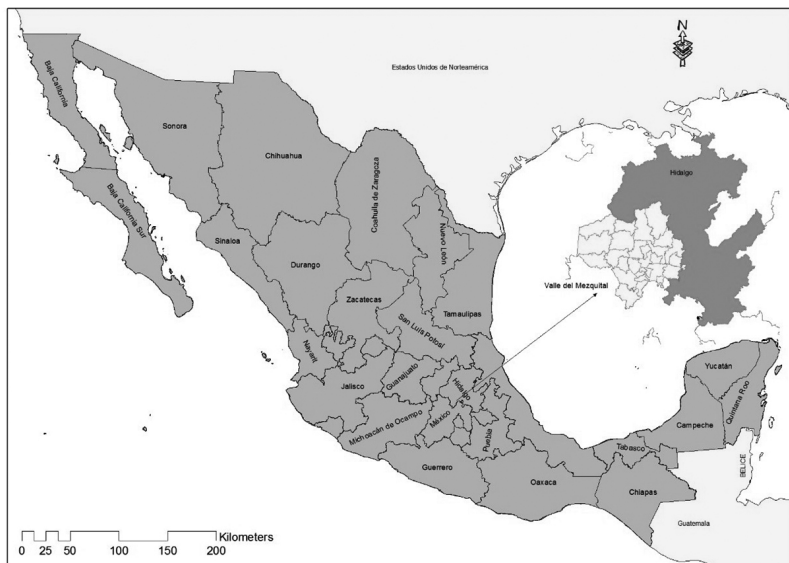 N
Estados Unidos de Norteamérica
Baja California
Sonora
Chihuahua
Coahuila de Zaragoza
Hidalgo
Baja California Sur
Sinaloa
Nuevo León
Durango
Valle del Mezquital
Zacatecas
San Luis Potosí
Tamaulipas
Nayarit
Jalisco
Guanajuato
Hidalgo
Yucatán
Quintana Roo
Michoacán de Ocampo
México
Puebla
Campeche
Tabasco
Guerrero
Oaxaca
Chiapas
BELICE
Guatemala
Kilometers
0 25 50 100 150 200